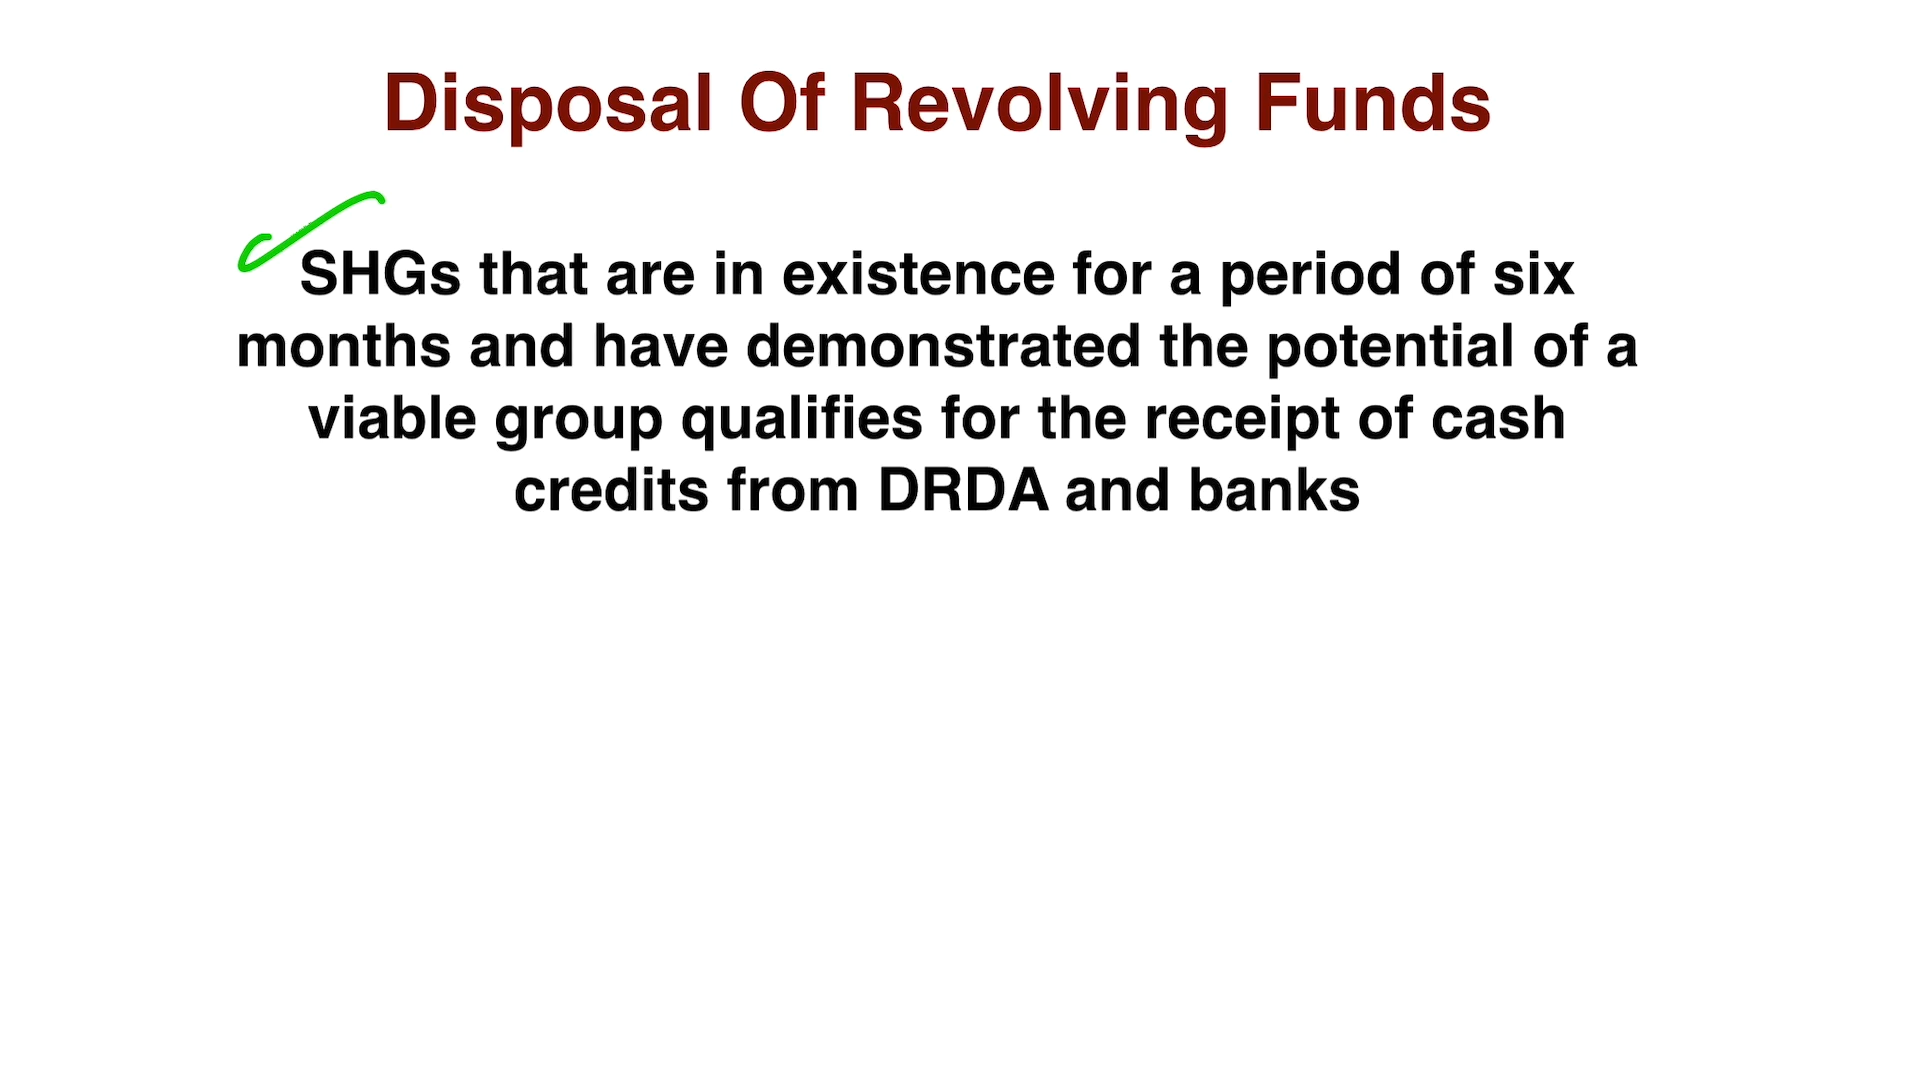 Disposal Of Revolving Funds
SHGs that are in existence for a period of six
months and have demonstrated the potential of a
viable group qualifies for the receipt of cash
credits from DRDA and banks